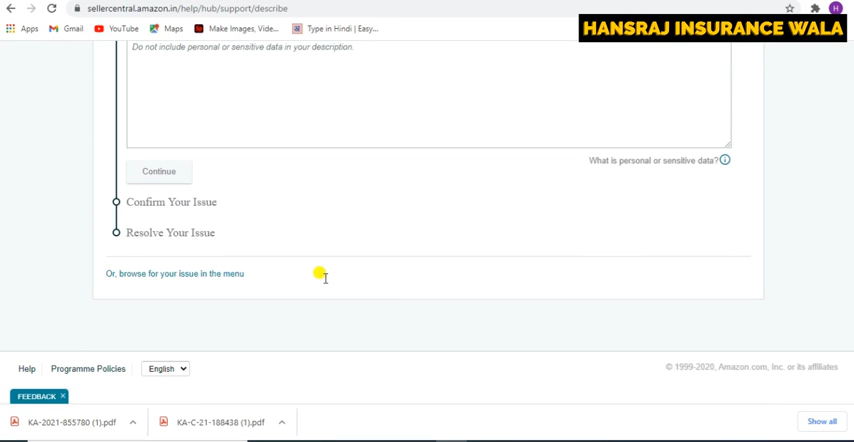 sellercentral.amazon.in/help/hub/support/describe
H
Apps
Gmail
YouTube
Maps
Make Images, Vide...
Type in Hindi | Easy...
HANSRAJ INSURANCE WALA
Do not include personal or sensitive data in your description.
What is personal or sensitive data?
Continue
Confirm Your Issue
Resolve Your Issue
Or, browse for your issue in the menu
Help
Programme Policies
English
© 1999-2020, Amazon.com, Inc. or its affiliates
FEEDBACK ×
KA-2021-855780 (1).pdf
KA-C-21-188438 (1).pdf
Show all